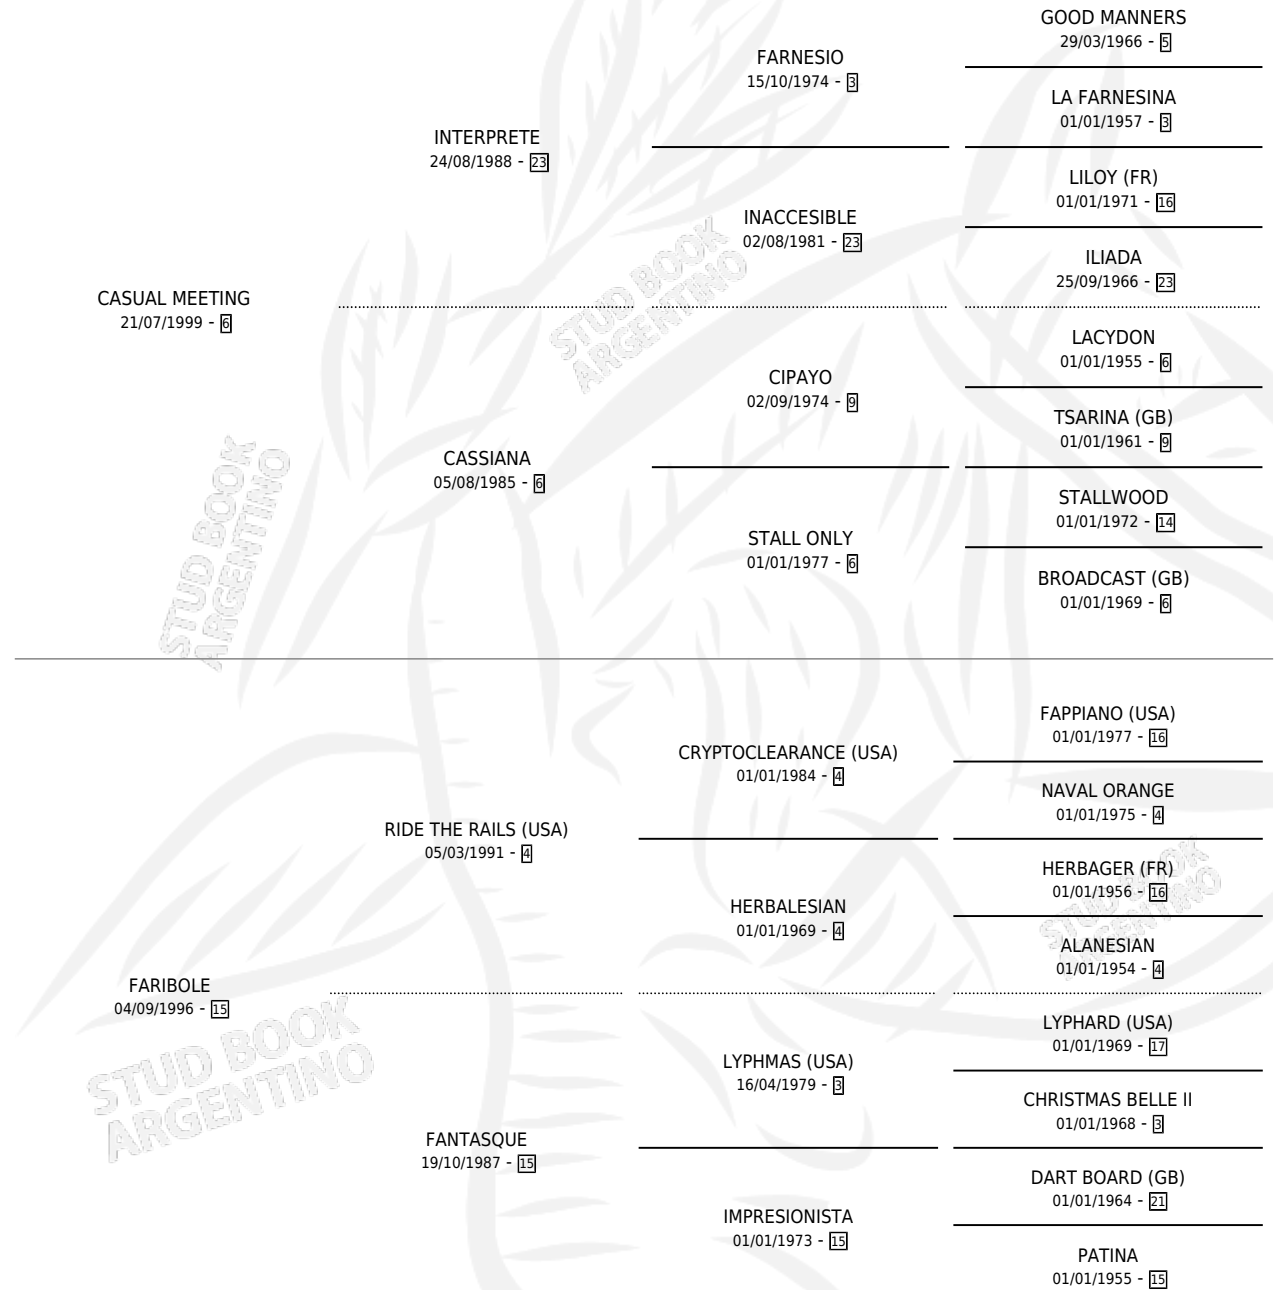 GOOD MANNERS
29/03/1966 - 5
FARNESIO
15/10/1974 - 3
LA FARNESINA
01/01/1957 - 3
INTERPRETE
24/08/1988 - 23
LILOY (FR)
01/01/1971 - 16
INACCESIBLE
02/08/1981 - 23
ILIADA
25/09/1966 - 23
CASUAL MEETING
21/07/1999 - 6
LACYDON
01/01/1955 - 6
CIPAYO
02/09/1974 - 9
TSARINA (GB)
01/01/1961 - 9
CASSIANA
05/08/1985 - 6
STALLWOOD
01/01/1972 - 14
STALL ONLY
01/01/1977 - 6
BROADCAST (GB)
01/01/1969 - 6
FAPPIANO (USA)
01/01/1977 - 16
CRYPTOCLEARANCE (USA)
01/01/1984 - 4
NAVAL ORANGE
01/01/1975 - 4
RIDE THE RAILS (USA)
05/03/1991 - 4
HERBAGER (FR)
01/01/1956 - 16
HERBALESIAN
01/01/1969 - 4
ALANESIAN
01/01/1954 - 4
FARIBOLE
04/09/1996 - 15
LYPHARD (USA)
01/01/1969 - 17
LYPHMAS (USA)
16/04/1979 - 3
CHRISTMAS BELLE II
01/01/1968 - 3
FANTASQUE
19/10/1987 - 15
DART BOARD (GB)
01/01/1964 - 21
IMPRESIONISTA
01/01/1973 - 15
PATINA
01/01/1955 - 15
STUD BOOK
ARGENTINO
STUD BOOK
ARGENTINO
STUD BOOK
ARGENTINO
STUD BOOK
ARGENTINO